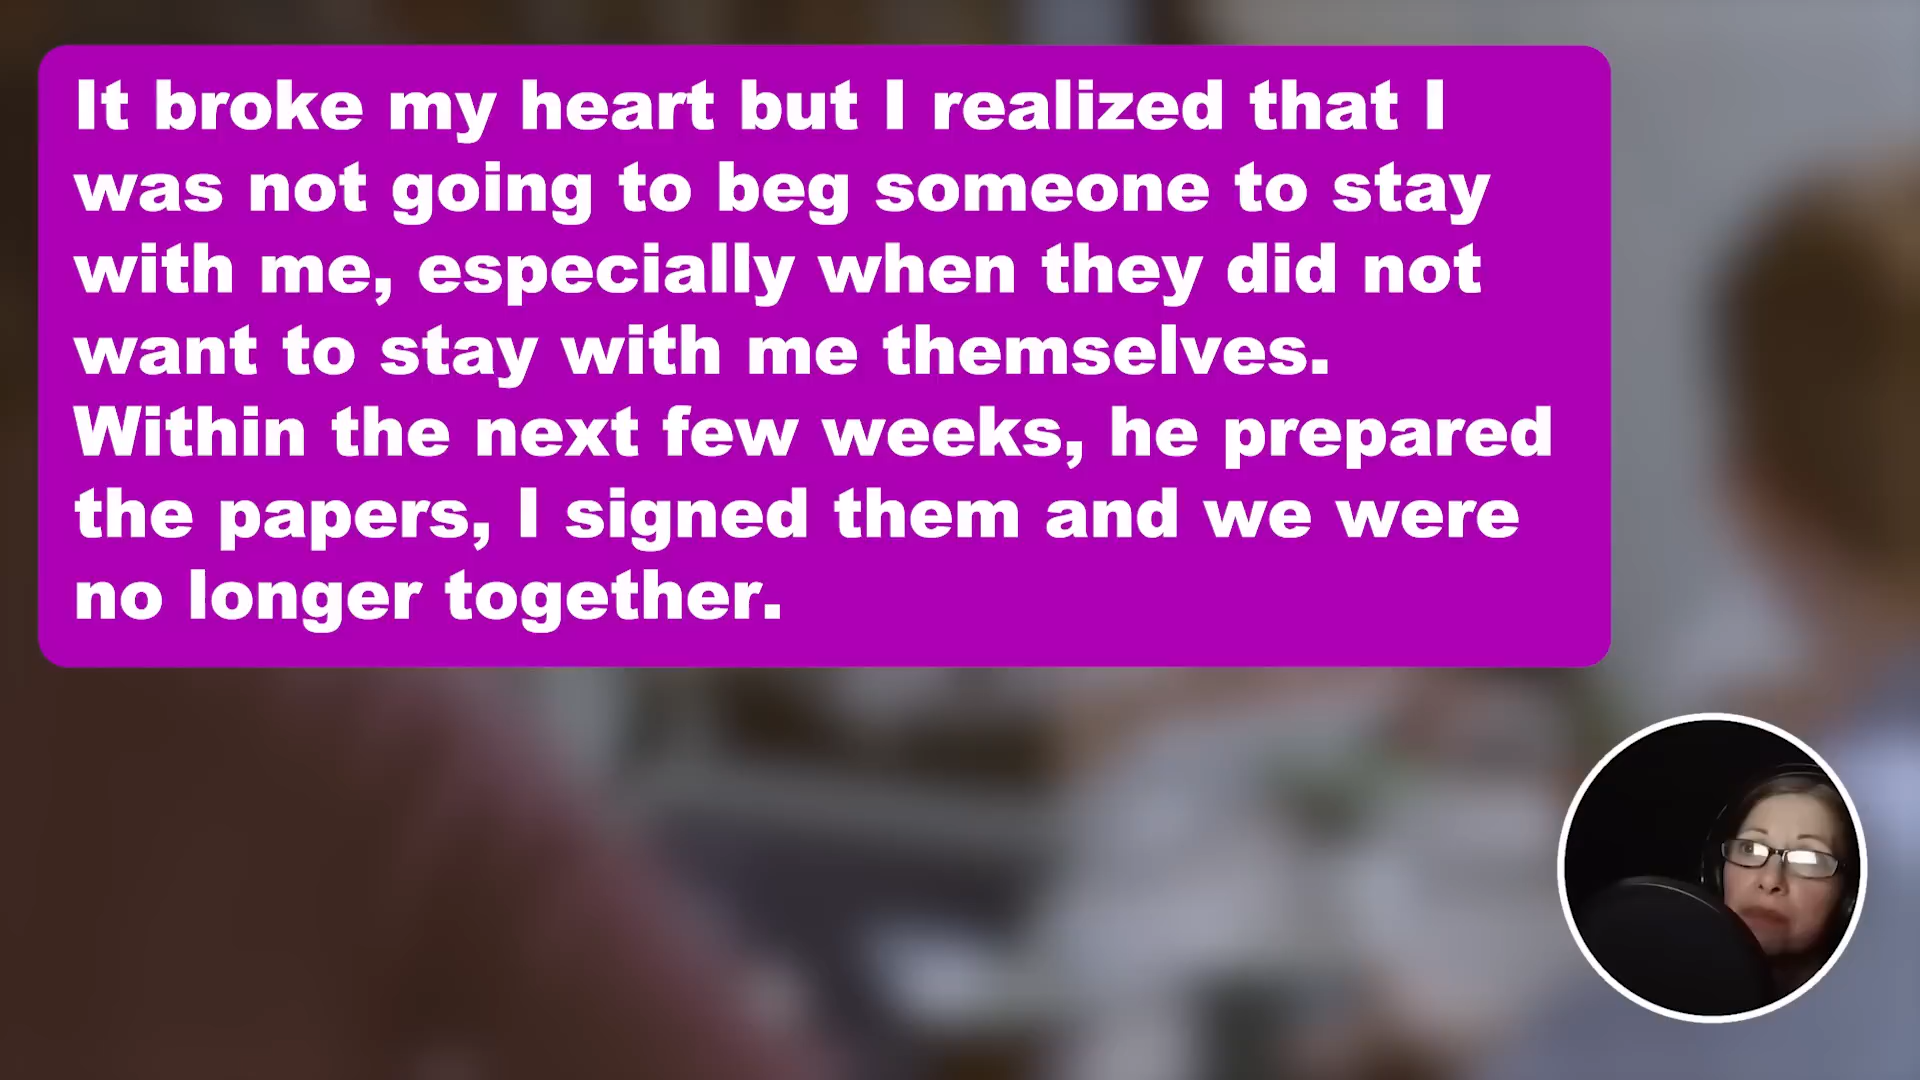 It broke my heart but I realized that I
was not going to beg someone to stay
with me, especially when they did not
want to stay with me themselves.
Within the next few weeks, he prepared
the papers, I signed them and we were
no longer together.